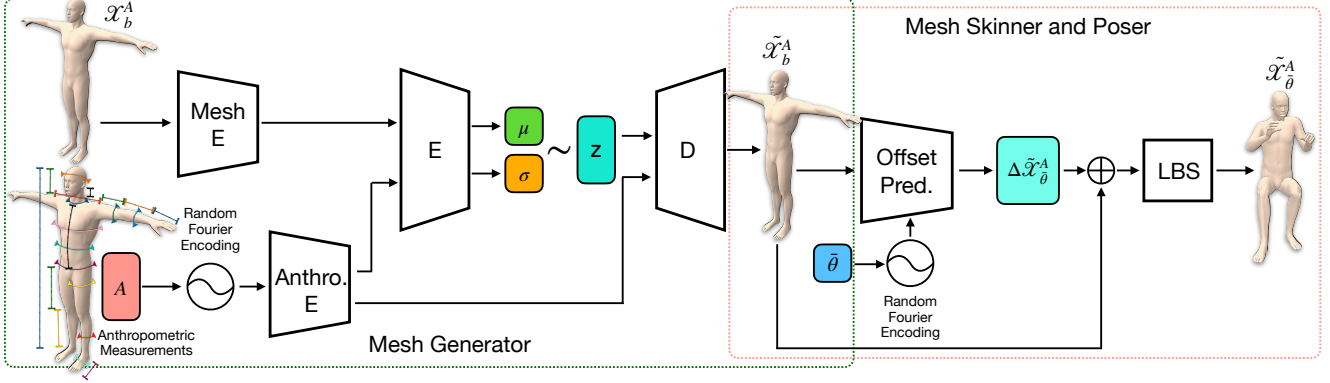 𝒳_b^A
Mesh
E
Random
Fourier
Encoding
A
Anthropometric
Measurements
Anthro.
E
E
μ
σ
~
z
D
Mesh Generator
Mesh Skinner and Poser
𝒳̃_b^A
Offset
Pred.
θ̄
Random
Fourier
Encoding
Δ𝒳̃_θ̄^A
LBS
𝒳̃_θ̄^A